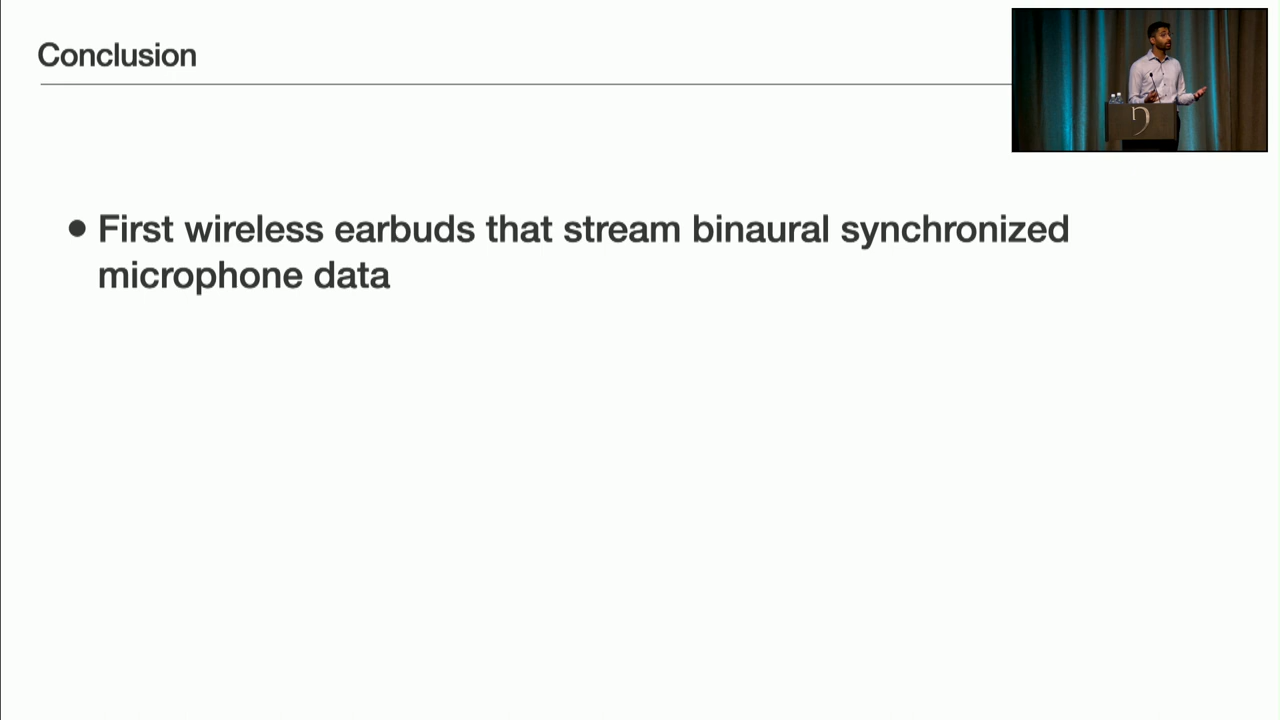 Conclusion
• First wireless earbuds that stream binaural synchronized
microphone data